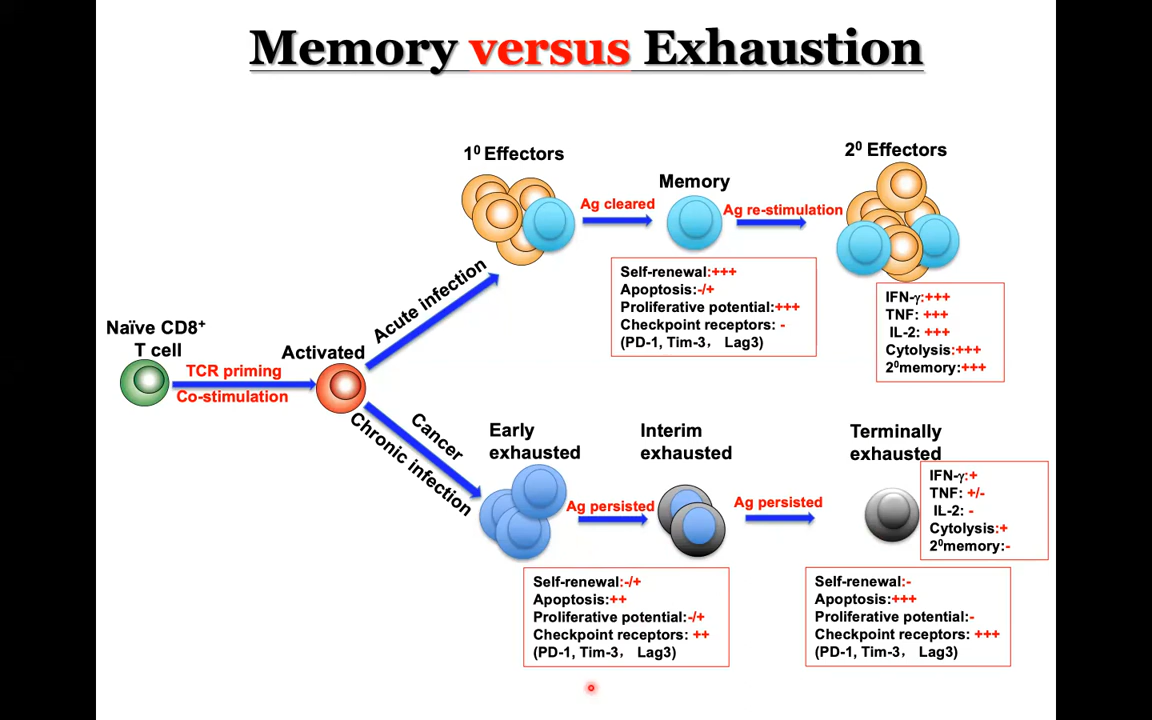 Memory versus Exhaustion
1⁰ Effectors
2⁰ Effectors
Memory
Ag cleared
Ag re-stimulation
Self-renewal:+++
Apoptosis:-/+
Proliferative potential:+++
Checkpoint receptors: -
(PD-1, Tim-3, Lag3)
IFN-γ:+++
TNF: +++
IL-2: +++
Cytolysis:+++
2⁰memory:+++
Acute infection
Naïve CD8⁺
T cell
Activated
TCR priming
Co-stimulation
Cancer
Chronic infection
Early
exhausted
Interim
exhausted
Terminally
exhausted
Ag persisted
Ag persisted
IFN-γ:+
TNF: +/-
IL-2: -
Cytolysis:+
2⁰memory:-
Self-renewal:-/+
Apoptosis:++
Proliferative potential:-/+
Checkpoint receptors: ++
(PD-1, Tim-3, Lag3)
Self-renewal:-
Apoptosis:+++
Proliferative potential:-
Checkpoint receptors: +++
(PD-1, Tim-3, Lag3)